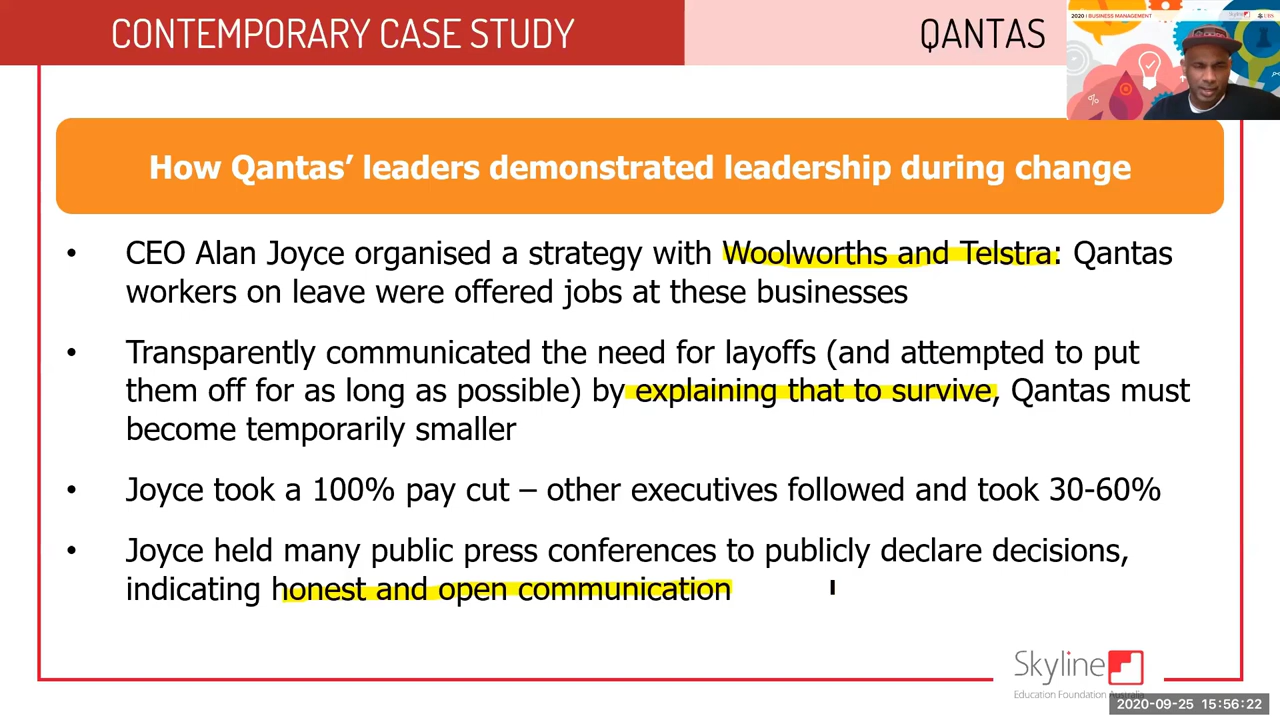 CONTEMPORARY CASE STUDY
QANTAS
2020 | BUSINESS MANAGEMENT
How Qantas’ leaders demonstrated leadership during change
• CEO Alan Joyce organised a strategy with Woolworths and Telstra: Qantas
workers on leave were offered jobs at these businesses
• Transparently communicated the need for layoffs (and attempted to put
them off for as long as possible) by explaining that to survive, Qantas must
become temporarily smaller
• Joyce took a 100% pay cut – other executives followed and took 30-60%
• Joyce held many public press conferences to publicly declare decisions,
indicating honest and open communication
Skyline
Education Foundation Australia
2020-09-25 15:56:22